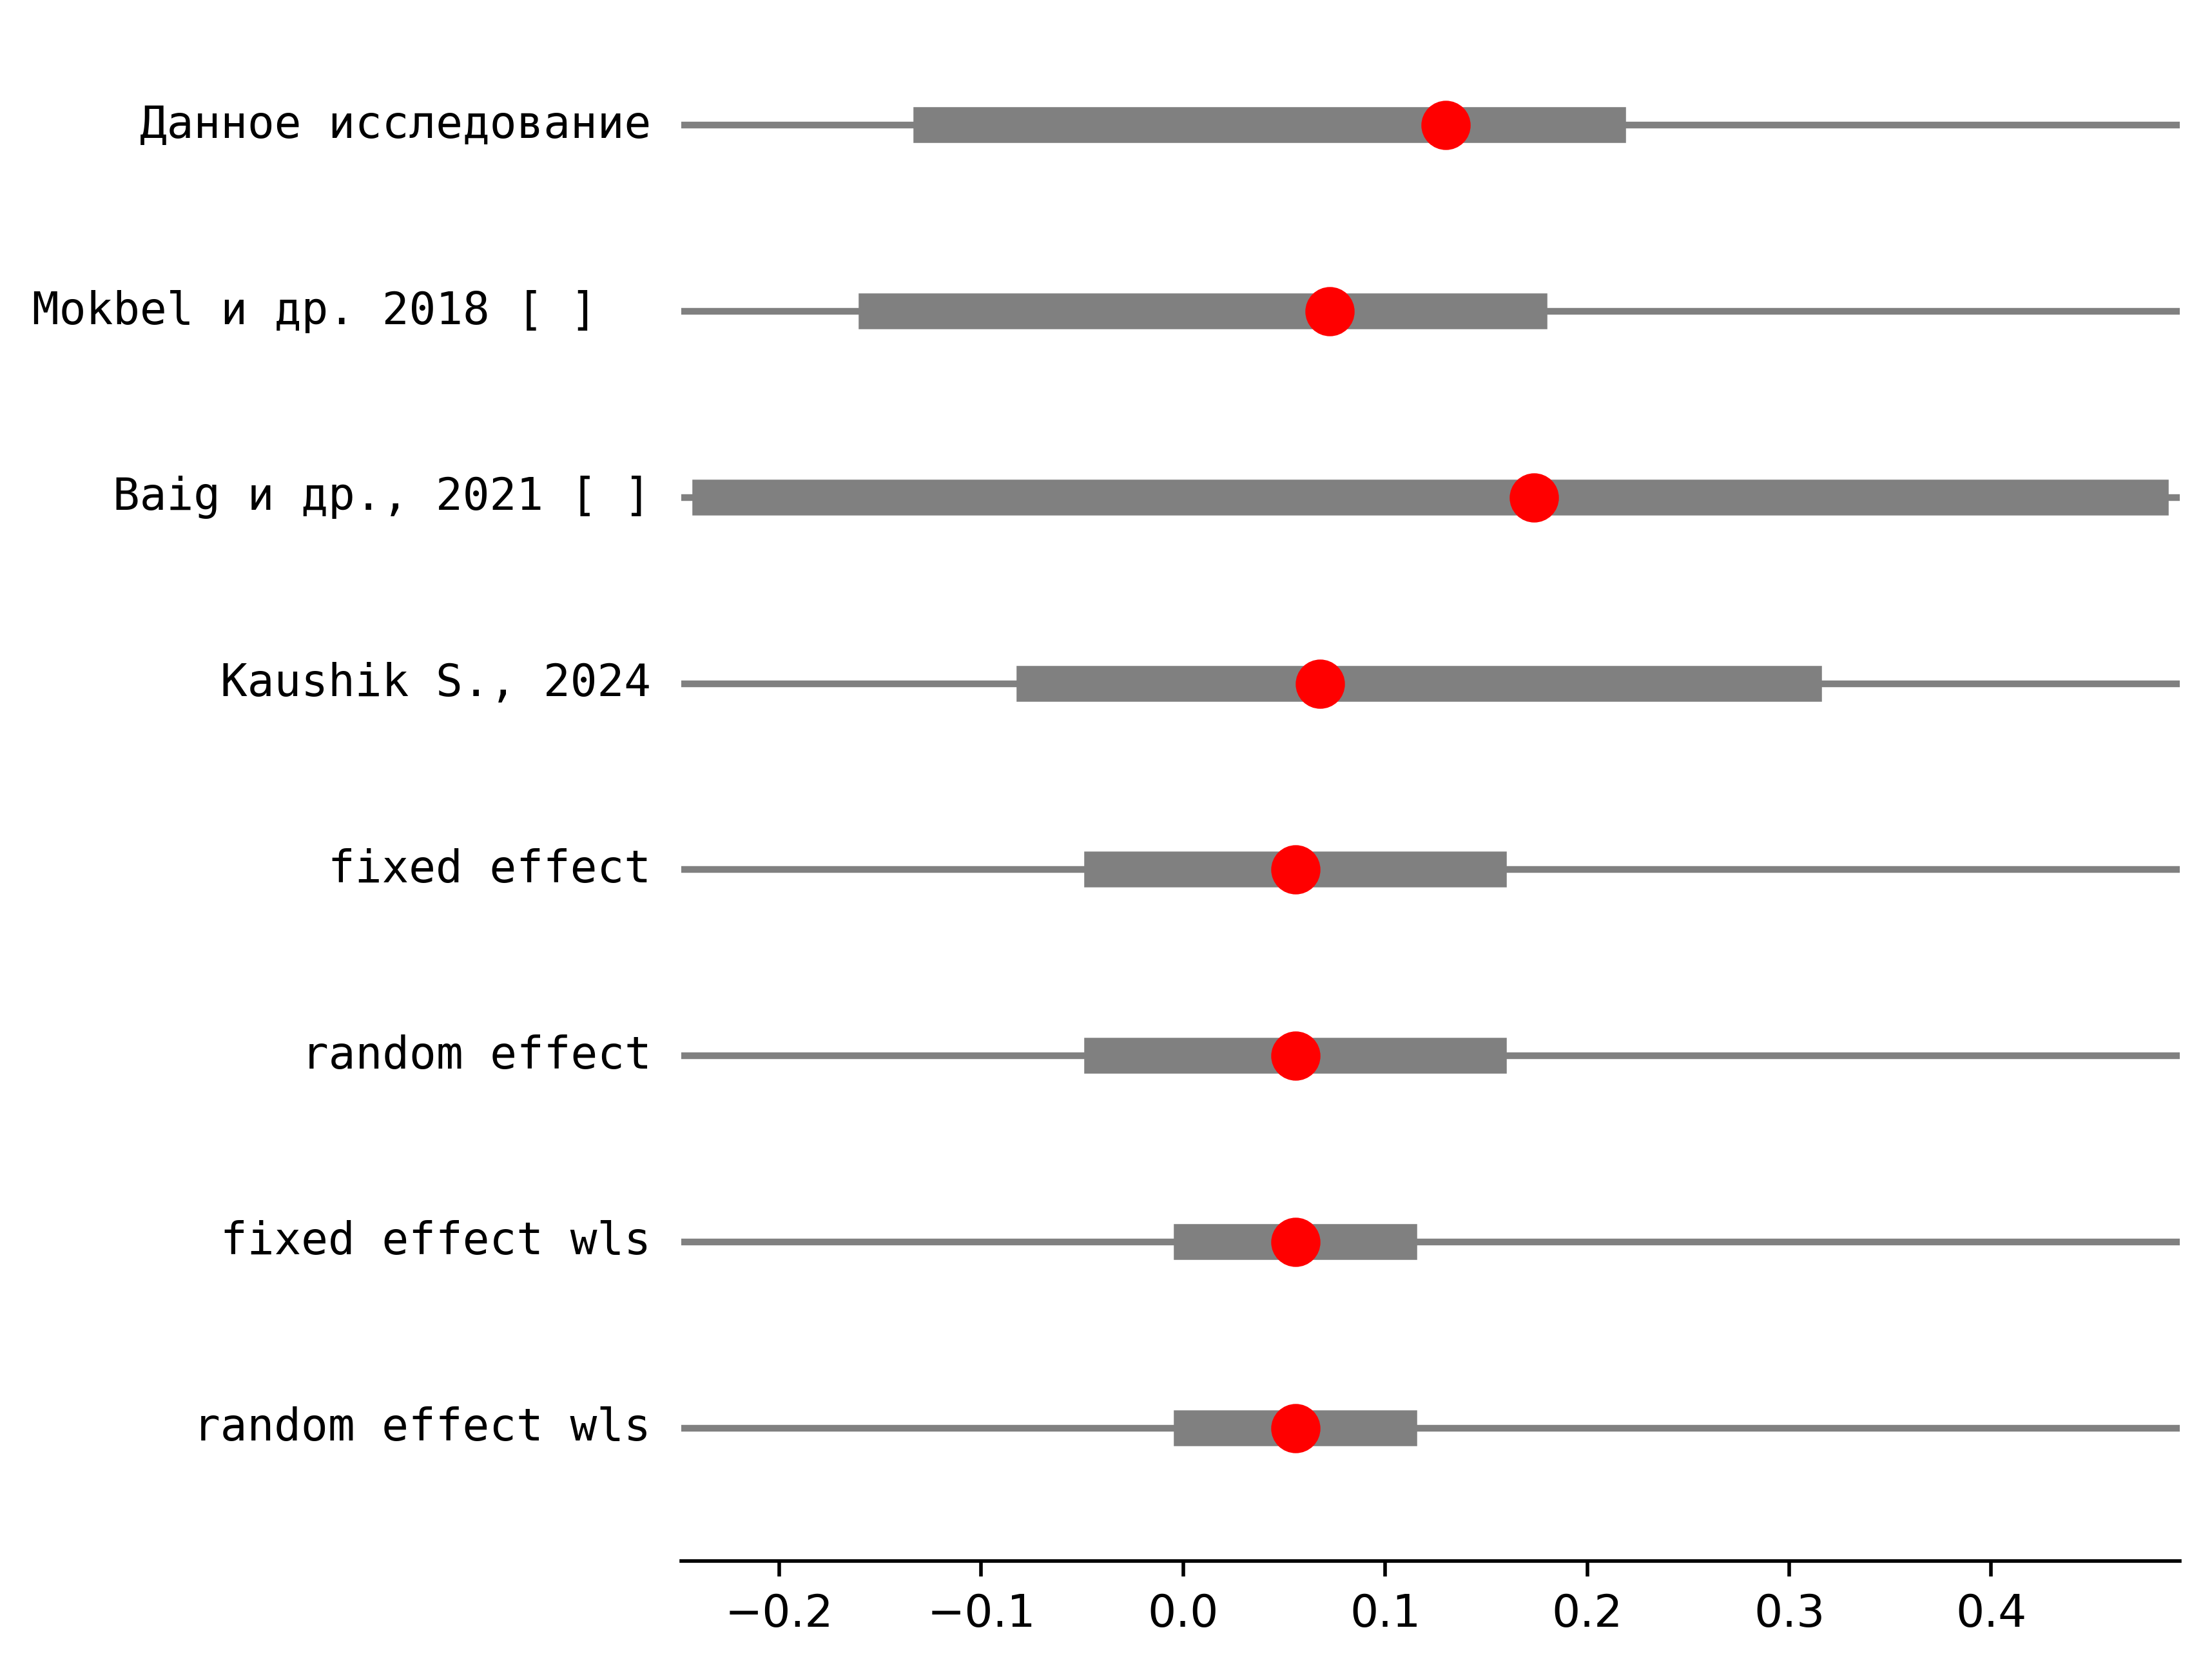 Данное исследование
Mokbel и др. 2018 [ ]
Baig и др., 2021 [ ]
Kaushik S., 2024
fixed effect
random effect
fixed effect wls
random effect wls
−0.2 −0.1 0.0 0.1 0.2 0.3 0.4